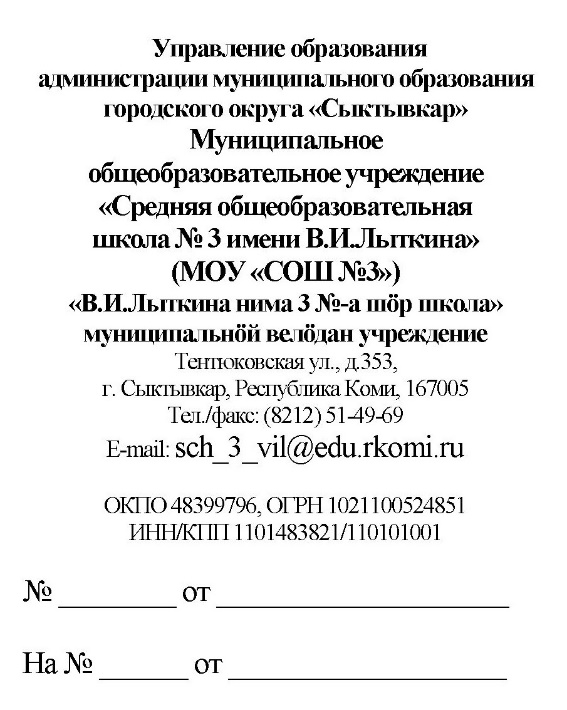 Управление образования
администрации муниципального образования
городского округа «Сыктывкар»
Муниципальное
общеобразовательное учреждение
«Средняя общеобразовательная
школа № 3 имени В.И.Лыткина»
(МОУ «СОШ №3»)
«В.И.Лыткина нима 3 №-а шӧр школа»
муниципальнӧй велӧдан учреждение
Тентюковская ул., д.353,
г. Сыктывкар, Республика Коми, 167005
Тел./факс: (8212) 51-49-69
E-mail: sch_3_vil@edu.rkomi.ru
ОКПО 48399796, ОГРН 1021100524851
ИНН/КПП 1101483821/110101001
№ ________ от ____________________
На № ______ от ___________________